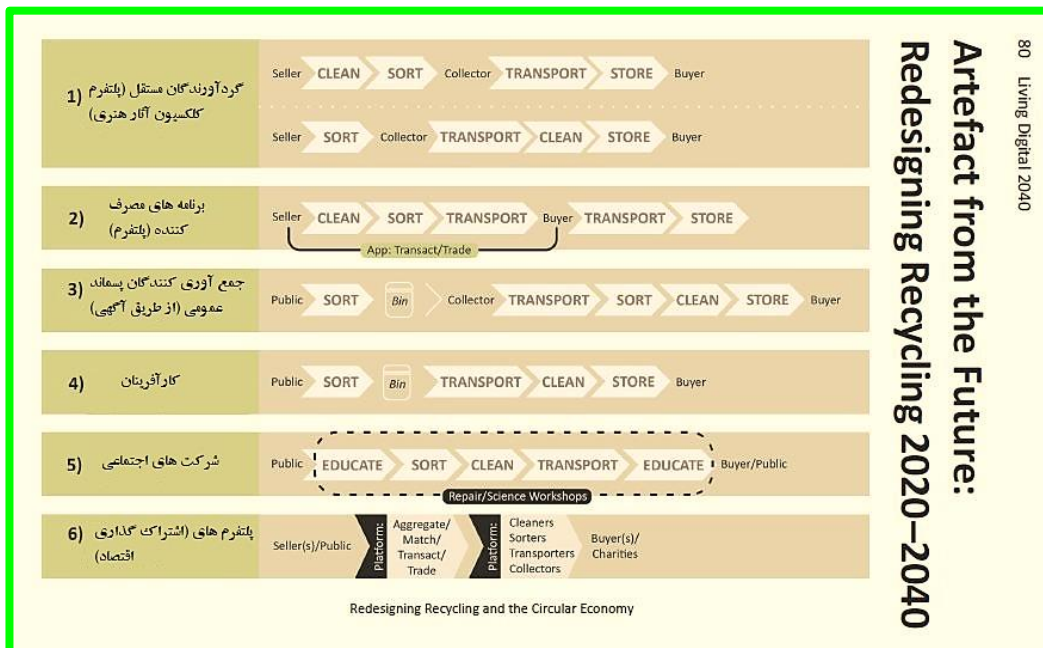 80 Living Digital 2040
Artefact from the Future:
Redesigning Recycling 2020–2040
1) گردآورندگان مستقل (پلتفرم
کلکسیون آثار هنری)
Seller CLEAN SORT Collector TRANSPORT STORE Buyer
Seller SORT Collector TRANSPORT CLEAN STORE Buyer
2) برنامه های مصرف
کننده (پلتفرم)
Seller CLEAN SORT TRANSPORT Buyer TRANSPORT STORE
App: Transact/Trade
3) جمع آوری کنندگان پسماند
عمومی (از طریق آگهی)
Public SORT Bin Collector TRANSPORT SORT CLEAN STORE Buyer
4) کارآفرینان
Public SORT Bin TRANSPORT CLEAN STORE Buyer
5) شرکت های اجتماعی
Public EDUCATE SORT CLEAN TRANSPORT EDUCATE Buyer/Public
Repair/Science Workshops
6) پلتفرم های (اشتراک گذاری
اقتصاد)
Seller(s)/Public
Platform:
Aggregate/
Match/
Transact/
Trade
Platform:
Cleaners
Sorters
Transporters
Collectors
Buyer(s)/
Charities
Redesigning Recycling and the Circular Economy